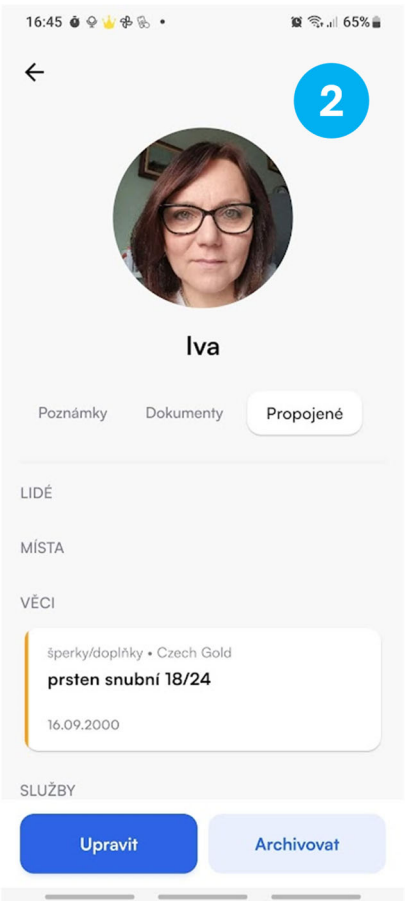 16:45 65%
2
Iva
Poznámky Dokumenty Propojené
LIDÉ
MÍSTA
VĚCI
šperky/doplňky • Czech Gold
prsten snubní 18/24
16.09.2000
SLUŽBY
Upravit Archivovat